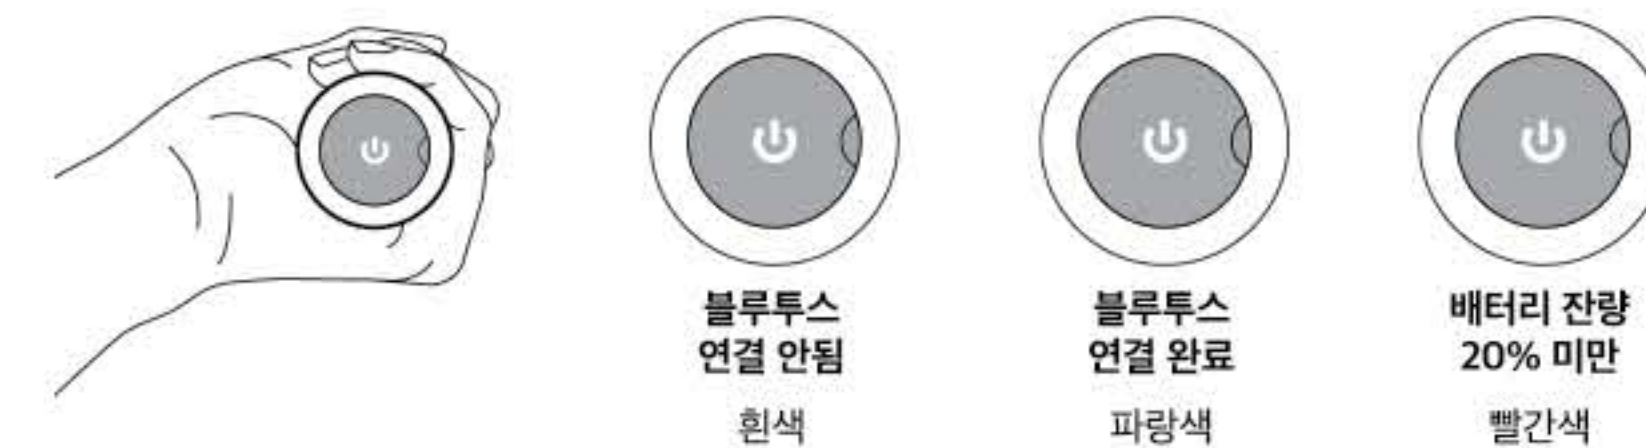 블루투스
연결 안됨
흰색
블루투스
연결 완료
파랑색
배터리 잔량
20% 미만
빨간색